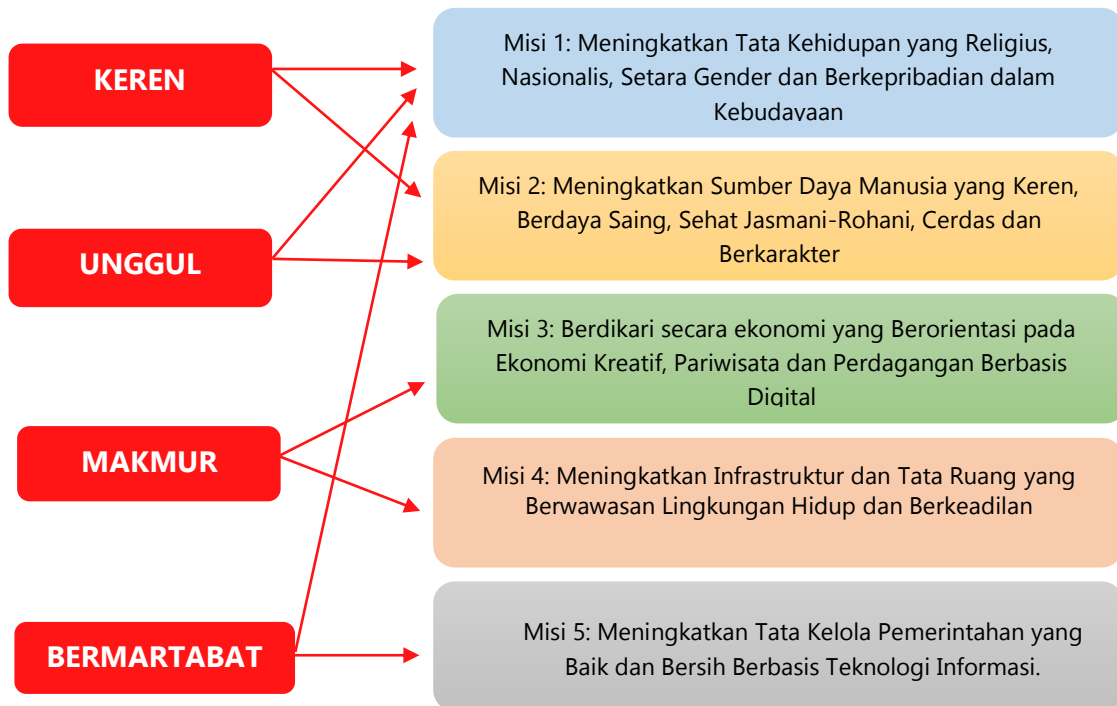 KEREN
UNGGUL
MAKMUR
BERMARTABAT
Misi 1: Meningkatkan Tata Kehidupan yang Religius,
Nasionalis, Setara Gender dan Berkepribadian dalam
Kebudayaan
Misi 2: Meningkatkan Sumber Daya Manusia yang Keren,
Berdaya Saing, Sehat Jasmani-Rohani, Cerdas dan
Berkarakter
Misi 3: Berdikari secara ekonomi yang Berorientasi pada
Ekonomi Kreatif, Pariwisata dan Perdagangan Berbasis
Digital
Misi 4: Meningkatkan Infrastruktur dan Tata Ruang yang
Berwawasan Lingkungan Hidup dan Berkeadilan
Misi 5: Meningkatkan Tata Kelola Pemerintahan yang
Baik dan Bersih Berbasis Teknologi Informasi.